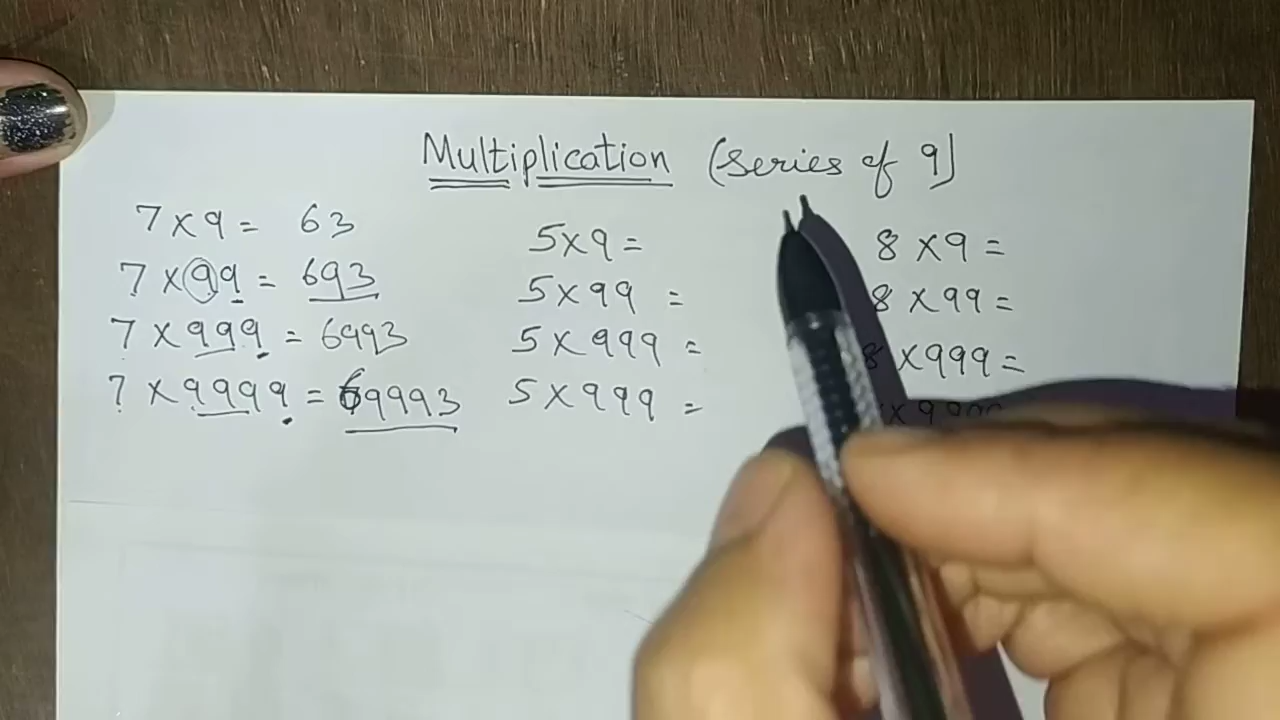 Multiplication (series of 9)
7×9 = 63
7×99 = 693
7×999 = 6993
7×9999 = 69993
5×9 =
5×99 =
5×999 =
5×999 =
8×9 =
8×99 =
8×999 =
×9999